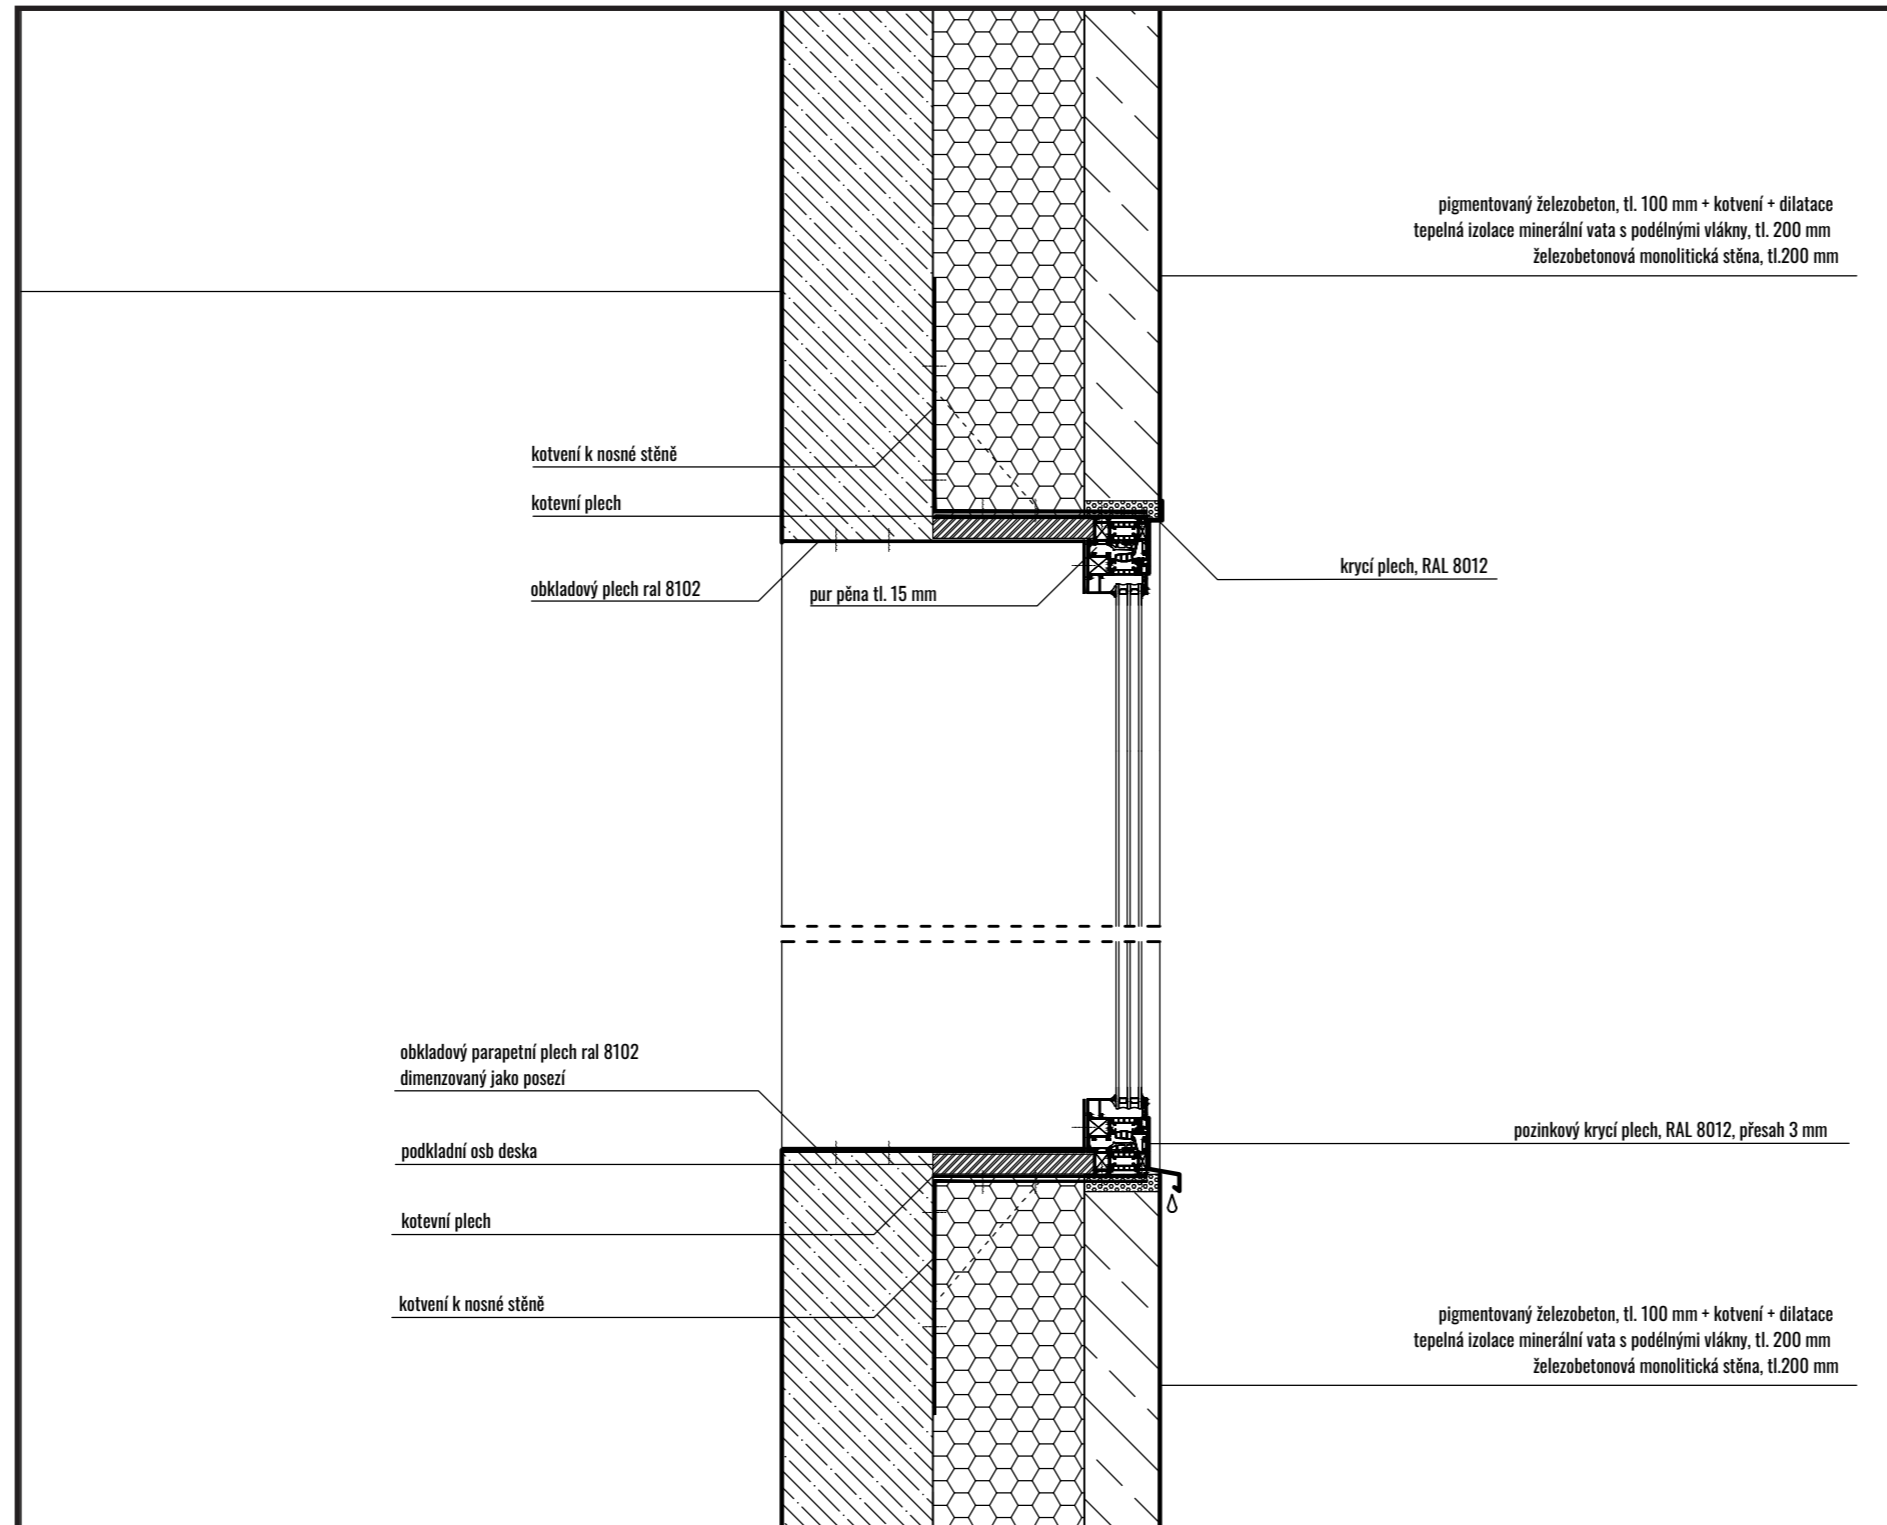 pigmentovaný železobeton, tl. 100 mm + kotvení + dilatace
tepelná izolace minerální vata s podélnými vlákny, tl. 200 mm
železobetonová monolitická stěna, tl.200 mm
kotvení k nosné stěně
kotevní plech
krycí plech, RAL 8012
obkladový plech ral 8102
pur pěna tl. 15 mm
obkladový parapetní plech ral 8102
dimenzovaný jako posezí
pozinkový krycí plech, RAL 8012, přesah 3 mm
podkladní osb deska
kotevní plech
kotvení k nosné stěně
pigmentovaný železobeton, tl. 100 mm + kotvení + dilatace
tepelná izolace minerální vata s podélnými vlákny, tl. 200 mm
železobetonová monolitická stěna, tl.200 mm